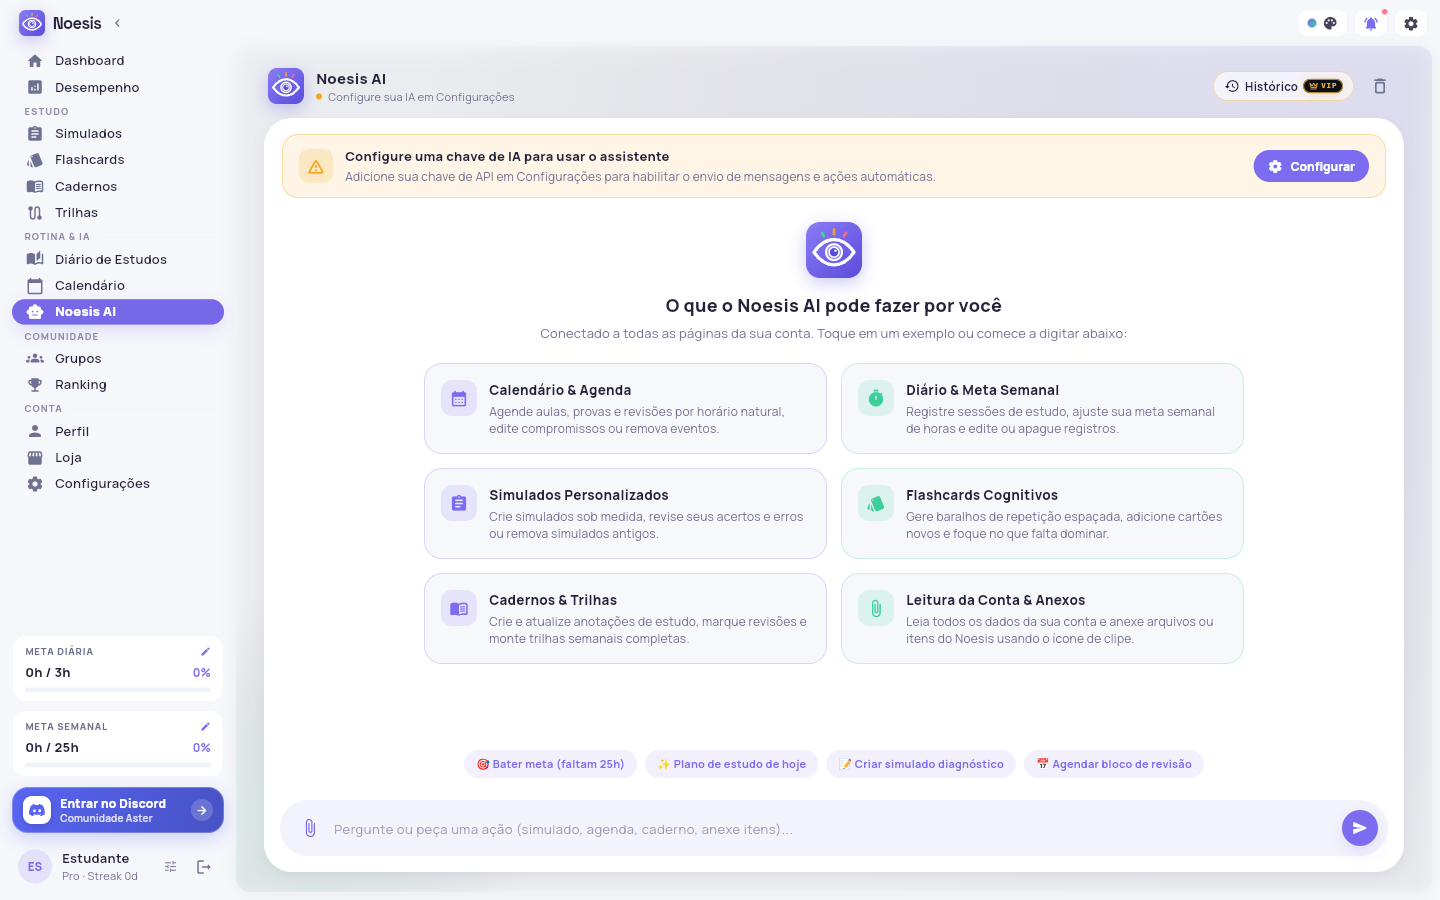 Noesis
Dashboard
Desempenho
ESTUDO
Simulados
Flashcards
Cadernos
Trilhas
ROTINA & IA
Diário de Estudos
Calendário
Noesis AI
COMUNIDADE
Grupos
Ranking
CONTA
Perfil
Loja
Configurações
META DIÁRIA
0h / 3h 0%
META SEMANAL
0h / 25h 0%
Entrar no Discord
Comunidade Aster
ES
Estudante
Pro · Streak 0d
Noesis AI
Configure sua IA em Configurações
Histórico VIP
Configure uma chave de IA para usar o assistente
Adicione sua chave de API em Configurações para habilitar o envio de mensagens e ações automáticas.
Configurar
O que o Noesis AI pode fazer por você
Conectado a todas as páginas da sua conta. Toque em um exemplo ou comece a digitar abaixo:
Calendário & Agenda
Agende aulas, provas e revisões por horário natural,
edite compromissos ou remova eventos.
Diário & Meta Semanal
Registre sessões de estudo, ajuste sua meta semanal
de horas e edite ou apague registros.
Simulados Personalizados
Crie simulados sob medida, revise seus acertos e erros
ou remova simulados antigos.
Flashcards Cognitivos
Gere baralhos de repetição espaçada, adicione cartões
novos e foque no que falta dominar.
Cadernos & Trilhas
Crie e atualize anotações de estudo, marque revisões e
monte trilhas semanais completas.
Leitura da Conta & Anexos
Leia todos os dados da sua conta e anexe arquivos ou
itens do Noesis usando o ícone de clipe.
🎯 Bater meta (faltam 25h)
✨ Plano de estudo de hoje
📝 Criar simulado diagnóstico
📅 Agendar bloco de revisão
Pergunte ou peça uma ação (simulado, agenda, caderno, anexe itens)...